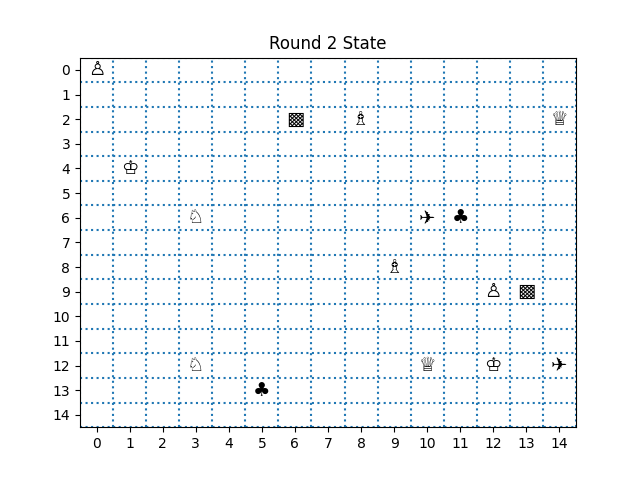 Round 2 State
0 ♙
1
2 ▩ ♗ ♕
3
4 ♔
5
6 ♘ ✈ ♣
7
8 ♗
9 ♙ ▩
10
11
12 ♘ ♕ ♔ ✈
13 ♣
14
0 1 2 3 4 5 6 7 8 9 10 11 12 13 14